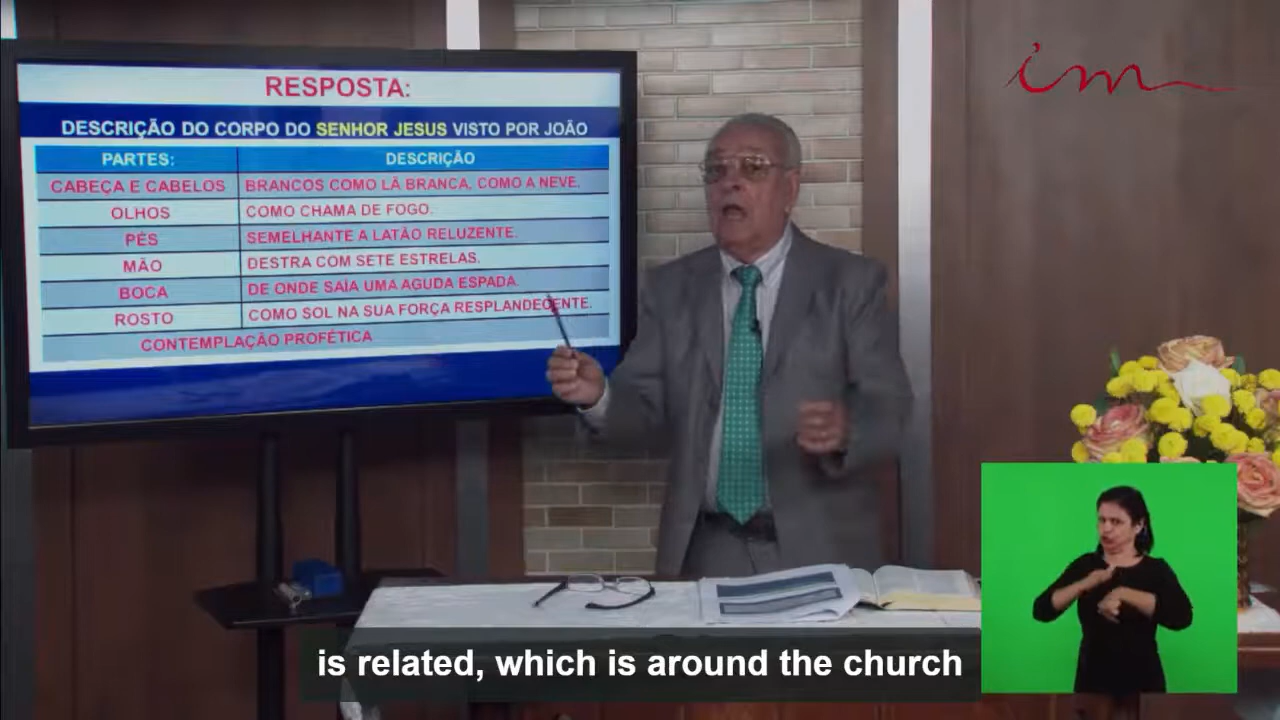 RESPOSTA:
DESCRIÇÃO DO CORPO DO SENHOR JESUS VISTO POR JOÃO
PARTES: DESCRIÇÃO
CABEÇA E CABELOS BRANCOS COMO LÃ BRANCA, COMO A NEVE.
OLHOS COMO CHAMA DE FOGO.
PÉS SEMELHANTE A LATÃO RELUZENTE.
MÃO DESTRA COM SETE ESTRELAS.
BOCA DE ONDE SAÍA UMA AGUDA ESPADA.
ROSTO COMO SOL NA SUA FORÇA RESPLANDECENTE.
CONTEMPLAÇÃO PROFÉTICA
im
is related, which is around the church